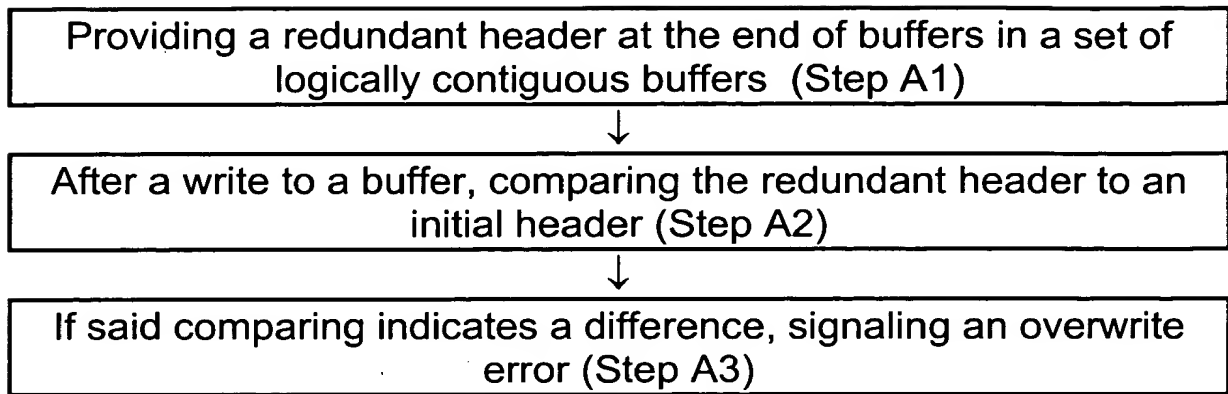 Providing a redundant header at the end of buffers in a set of
logically contiguous buffers (Step A1)
↓
After a write to a buffer, comparing the redundant header to an
initial header (Step A2)
↓
If said comparing indicates a difference, signaling an overwrite
error (Step A3)